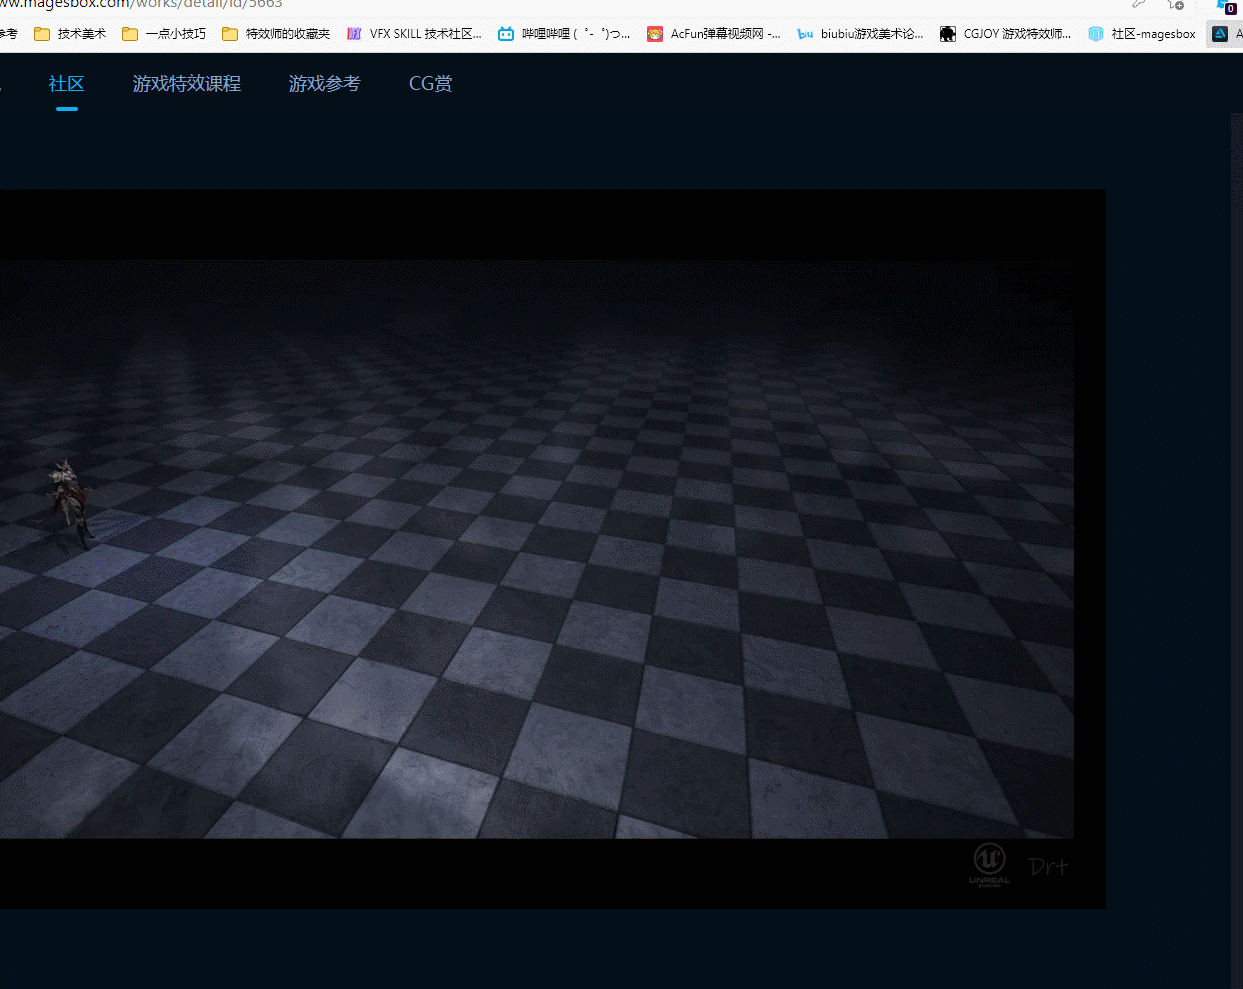 ww.magesbox.com/works/detail/id/5663
0
参考 技术美术 一点小技巧 特效师的收藏夹 VFX SKILL 技术社区... 哔哩哔哩 ( ゜- ゜)つ... AcFun弹幕视频网 -... biubiu游戏美术论... CGJOY 游戏特效师... 社区-magesbox A
社区 游戏特效课程 游戏参考 CG赏
UNREAL
ENGINE
Drt